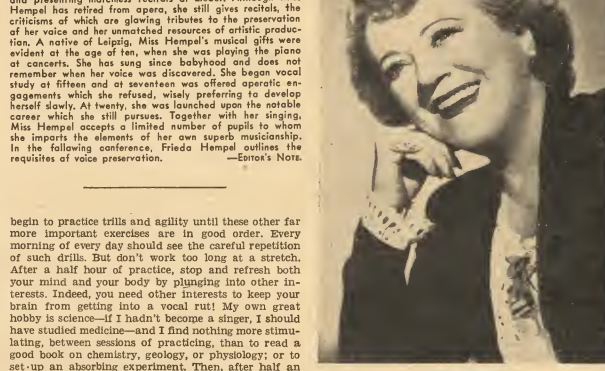 Hempel has retired from opera, she still gives recitals, the
criticisms of which are glowing tributes to the preservation
of her voice and her unmatched resources of artistic produc-
tion. A native of Leipzig, Miss Hempel's musical gifts were
evident at the age of ten, when she was playing the piano
at concerts. She has sung since babyhood and does not
remember when her voice was discovered. She began vocal
study at fifteen and at seventeen was offered aperatic en-
gagements which she refused, wisely preferring to develop
herself slowly. At twenty, she was launched upon the notable
career which she still pursues. Together with her singing,
Miss Hempel accepts a limited number of pupils to whom
she imparts the elements of her awn superb musicianship.
In the fallawing canference, Frieda Hempel outlines the
requisites af voice preservation. —EDITOR'S NOTE.
begin to practice trills and agility until these other far
more important exercises are in good order. Every
morning of every day should see the careful repetition
of such drills. But don't work too long at a stretch.
After a half hour of practice, stop and refresh both
your mind and your body by plunging into other in-
terests. Indeed, you need other interests to keep your
brain from getting into a vocal rut! My own great
hobby is science—if I hadn't become a singer, I should
have studied medicine—and I find nothing more stimu-
lating, between sessions of practicing, than to read a
good book on chemistry, geology, or physiology; or to
set up an absorbing experiment. Then, after half an